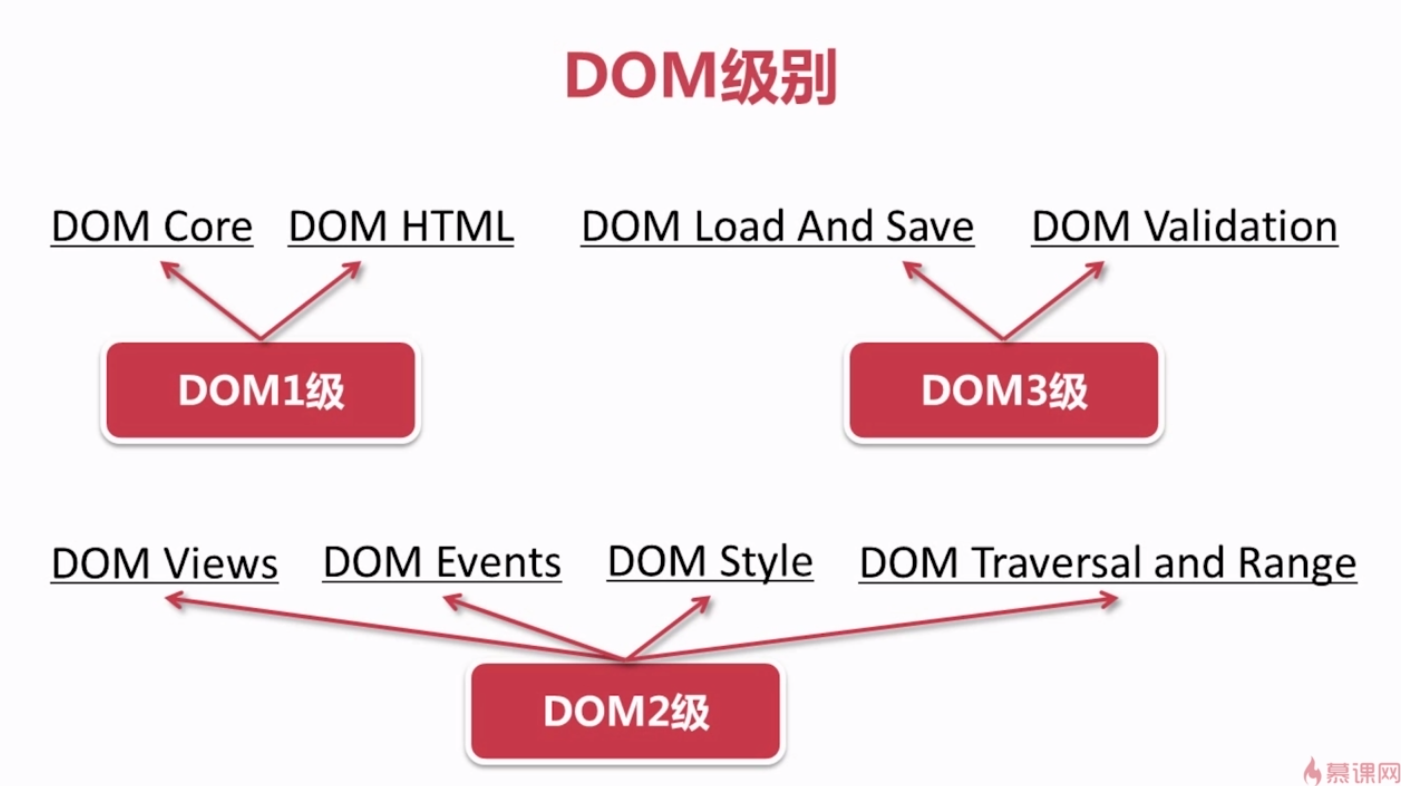 DOM级别
DOM Core DOM HTML DOM Load And Save DOM Validation
DOM1级 DOM3级
DOM Views DOM Events DOM Style DOM Traversal and Range
DOM2级
慕课网